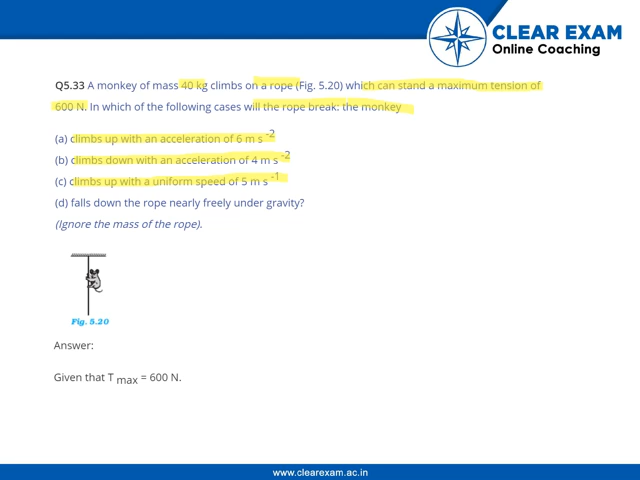 CLEAR EXAM
Online Coaching
Q5.33 A monkey of mass 40 kg climbs on a rope (Fig. 5.20) which can stand a maximum tension of
600 N. In which of the following cases will the rope break: the monkey
(a) climbs up with an acceleration of 6 m s -2
(b) climbs down with an acceleration of 4 m s -2
(c) climbs up with a uniform speed of 5 m s -1
(d) falls down the rope nearly freely under gravity?
(Ignore the mass of the rope).
Fig. 5.20
Answer:
Given that T max = 600 N.
www.clearexam.ac.in